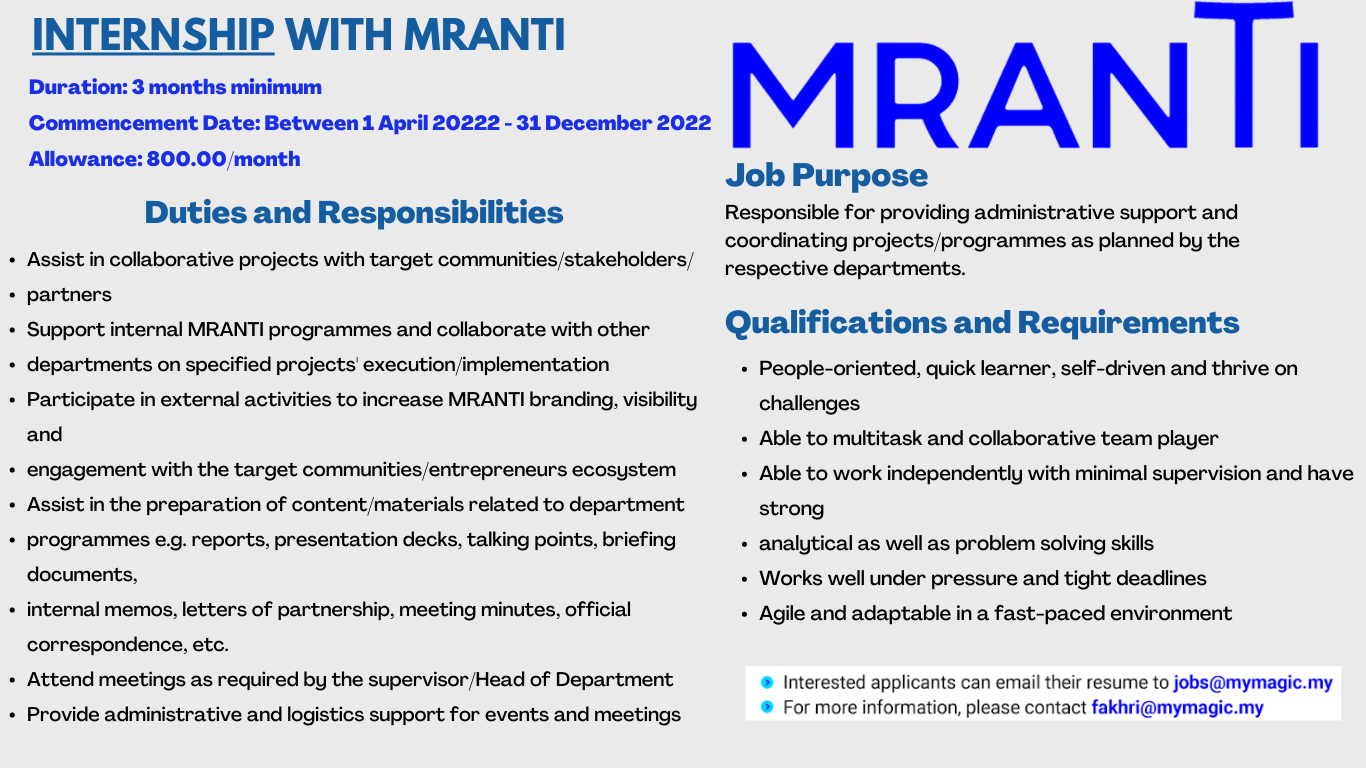 INTERNSHIP WITH MRANTI
Duration: 3 months minimum
Commencement Date: Between 1 April 20222 - 31 December 2022
Allowance: 800.00/month
Duties and Responsibilities
• Assist in collaborative projects with target communities/stakeholders/
• partners
• Support internal MRANTI programmes and collaborate with other
• departments on specified projects' execution/implementation
• Participate in external activities to increase MRANTI branding, visibility
and
• engagement with the target communities/entrepreneurs ecosystem
• Assist in the preparation of content/materials related to department
• programmes e.g. reports, presentation decks, talking points, briefing
documents,
• internal memos, letters of partnership, meeting minutes, official
correspondence, etc.
• Attend meetings as required by the supervisor/Head of Department
• Provide administrative and logistics support for events and meetings
MRANTI
Job Purpose
Responsible for providing administrative support and
coordinating projects/programmes as planned by the
respective departments.
Qualifications and Requirements
• People-oriented, quick learner, self-driven and thrive on
challenges
• Able to multitask and collaborative team player
• Able to work independently with minimal supervision and have
strong
• analytical as well as problem solving skills
• Works well under pressure and tight deadlines
• Agile and adaptable in a fast-paced environment
Interested applicants can email their resume to jobs@mymagic.my
For more information, please contact fakhri@mymagic.my